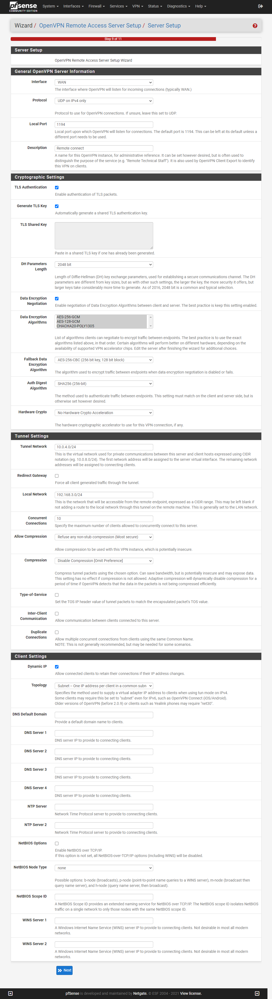 pfsense
COMMUNITY EDITION
System Interfaces Firewall Services VPN Status Diagnostics Help
Wizard / OpenVPN Remote Access Server Setup / Server Setup
Step 9 of 11
Server Setup
OpenVPN Remote Access Server Setup Wizard
General OpenVPN Server Information
Interface
WAN
The interface where OpenVPN will listen for incoming connections (typically WAN.)
Protocol
UDP on IPv4 only
Protocol to use for OpenVPN connections. If unsure, leave this set to UDP.
Local Port
1194
Local port upon which OpenVPN will listen for connections. The default port is 1194. This can be left at its default unless a
different port needs to be used.
Description
Remote connect
A name for this OpenVPN instance, for administrative reference. It can be set however desired, but is often used to
distinguish the purpose of the service (e.g. "Remote Technical Staff"). It is also used by OpenVPN Client Export to identify
this VPN on clients.
Cryptographic Settings
TLS Authentication
Enable authentication of TLS packets.
Generate TLS Key
Automatically generate a shared TLS authentication key.
TLS Shared Key
Paste in a shared TLS key if one has already been generated.
DH Parameters
Length
2048 bit
Length of Diffie-Hellman (DH) key exchange parameters, used for establishing a secure communications channel. The DH
parameters are different from key sizes, but as with other such settings, the larger the key, the more security it offers, but
larger keys take considerably more time to generate. As of 2016, 2048 bit is a common and typical selection.
Data Encryption
Negotiation
Enable negotiation of Data Encryption Algorithms between client and server. The best practice is keep this setting enabled.
Data Encryption
Algorithms
AES-256-GCM
AES-128-GCM
CHACHA20-POLY1305
List of algorithms clients can negotiate to encrypt traffic between endpoints. The best practice is to use the exact
algorithms listed above, in that order. Certain algorithms will perform better on different hardware, depending on the
availability of supported VPN accelerator chips. Edit the server after finishing the wizard for additional choices.
Fallback Data
Encryption
Algorithm
AES-256-CBC (256 bit key, 128 bit block)
The algorithm used to encrypt traffic between endpoints when data encryption negotiation is diabled or fails.
Auth Digest
Algorithm
SHA256 (256-bit)
The method used to authenticate traffic between endpoints. This setting must match on the client and server side, but is
otherwise set however desired.
Hardware Crypto
No Hardware Crypto Acceleration
The hardware cryptographic accelerator to use for this VPN connection, if any.
Tunnel Settings
Tunnel Network
10.0.4.0/24
This is the virtual network used for private communications between this server and client hosts expressed using CIDR
notation (eg. 10.0.8.0/24). The first network address will be assigned to the server virtual interface. The remaining network
addresses will be assigned to connecting clients.
Redirect Gateway
Force all client generated traffic through the tunnel.
Local Network
192.168.3.0/24
This is the network that will be accessible from the remote endpoint, expressed as a CIDR range. This may be left blank if
not adding a route to the local network through this tunnel on the remote machine. This is generally set to the LAN network.
Concurrent
Connections
10
Specify the maximum number of clients allowed to concurrently connect to this server.
Allow Compression
Refuse any non-stub compression (Most secure)
Allow compression to be used with this VPN instance, which is potentially insecure.
Compression
Disable Compression [Omit Preference]
Compress tunnel packets using the chosen option. Can save bandwidth, but is potentially insecure and may expose data.
This setting has no effect if compression is not allowed. Adaptive compression will dynamically disable compression for a
period of time if OpenVPN detects that the data in the packets is not being compressed efficiently.
Type-of-Service
Set the TOS IP header value of tunnel packets to match the encapsulated packet's TOS value.
Inter-Client
Communication
Allow communication between clients connected to this server.
Duplicate
Connections
Allow multiple concurrent connections from clients using the same Common Name.
NOTE: This is not generally recommended, but may be needed for some scenarios.
Client Settings
Dynamic IP
Allow connected clients to retain their connections if their IP address changes.
Topology
Subnet -- One IP address per client in a common subn
Specifies the method used to supply a virtual adapter IP address to clients when using tun mode on IPv4.
Some clients may require this be set to "subnet" even for IPv6, such as OpenVPN Connect (iOS/Android).
Older versions of OpenVPN (before 2.0.9) or clients such as Yealink phones may require "net30".
DNS Default Domain
Provide a default domain name to clients.
DNS Server 1
DNS server IP to provide to connecting clients.
DNS Server 2
DNS server IP to provide to connecting clients.
DNS Server 3
DNS server IP to provide to connecting clients.
DNS Server 4
DNS server IP to provide to connecting clients.
NTP Server
Network Time Protocol server to provide to connecting clients.
NTP Server 2
Network Time Protocol server to provide to connecting clients.
NetBIOS Options
Enable NetBIOS over TCP/IP.
If this option is not set, all NetBIOS-over-TCP/IP options (including WINS) will be disabled.
NetBIOS Node Type
none
Possible options: b-node (broadcasts), p-node (point-to-point name queries to a WINS server), m-node (broadcast then
query name server), and h-node (query name server, then broadcast).
NetBIOS Scope ID
A NetBIOS Scope ID provides an extended naming service for NetBIOS over TCP/IP. The NetBIOS scope ID isolates NetBIOS
traffic on a single network to only those nodes with the same NetBIOS scope ID.
WINS Server 1
A Windows Internet Name Service (WINS) server IP to provide to connecting clients. Not desirable in most all modern
networks.
WINS Server 2
A Windows Internet Name Service (WINS) server IP to provide to connecting clients. Not desirable in most all modern
networks.
Next
pfSense is developed and maintained by Netgate. © ESF 2004 - 2021 View license.